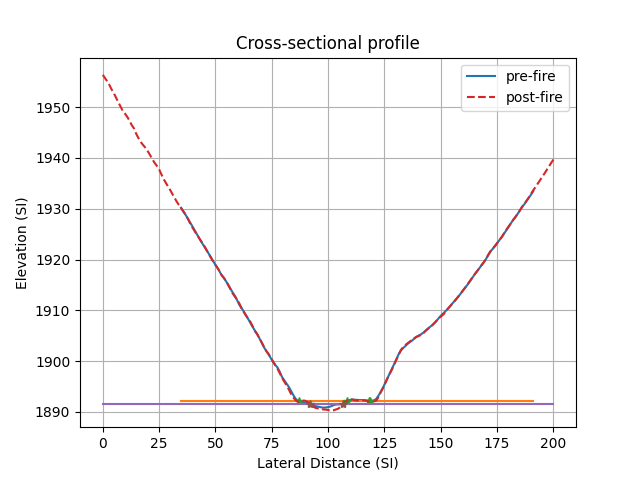 Cross-sectional profile
pre-fire
post-fire
Elevation (SI)
1950
1940
1930
1920
1910
1900
1890
0 25 50 75 100 125 150 175 200
Lateral Distance (SI)